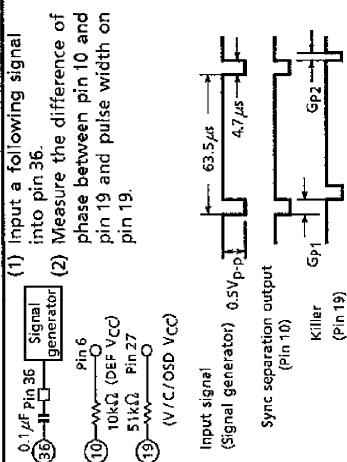 (1) Input a following signal
into pin 36.
(2) Measure the difference of
phase between pin 10 and
pin 19 and pulse width on
pin 19.
0.1μF Pin 36
Signal
generator
36
Pin 6
10kΩ (DEF VCC)
10
51kΩ Pin 27
19
(V/C/OSD VCC)
63.5μs
4.7μs
Input signal
(Signal generator)
0.5Vp-p
Sync separation output
(Pin 10)
Killer
(Pin 19)
GP1
GP2